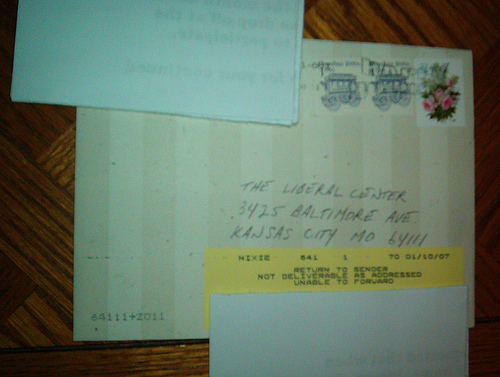 THE LIBERAL CENTER
3425 BALTIMORE AVE.
KANSAS CITY MO 64111
NIXIE 641 1 70 01/10/07
RETURN TO SENDER
NOT DELIVERABLE AS ADDRESSED
UNABLE TO FORWARD
64111+2011